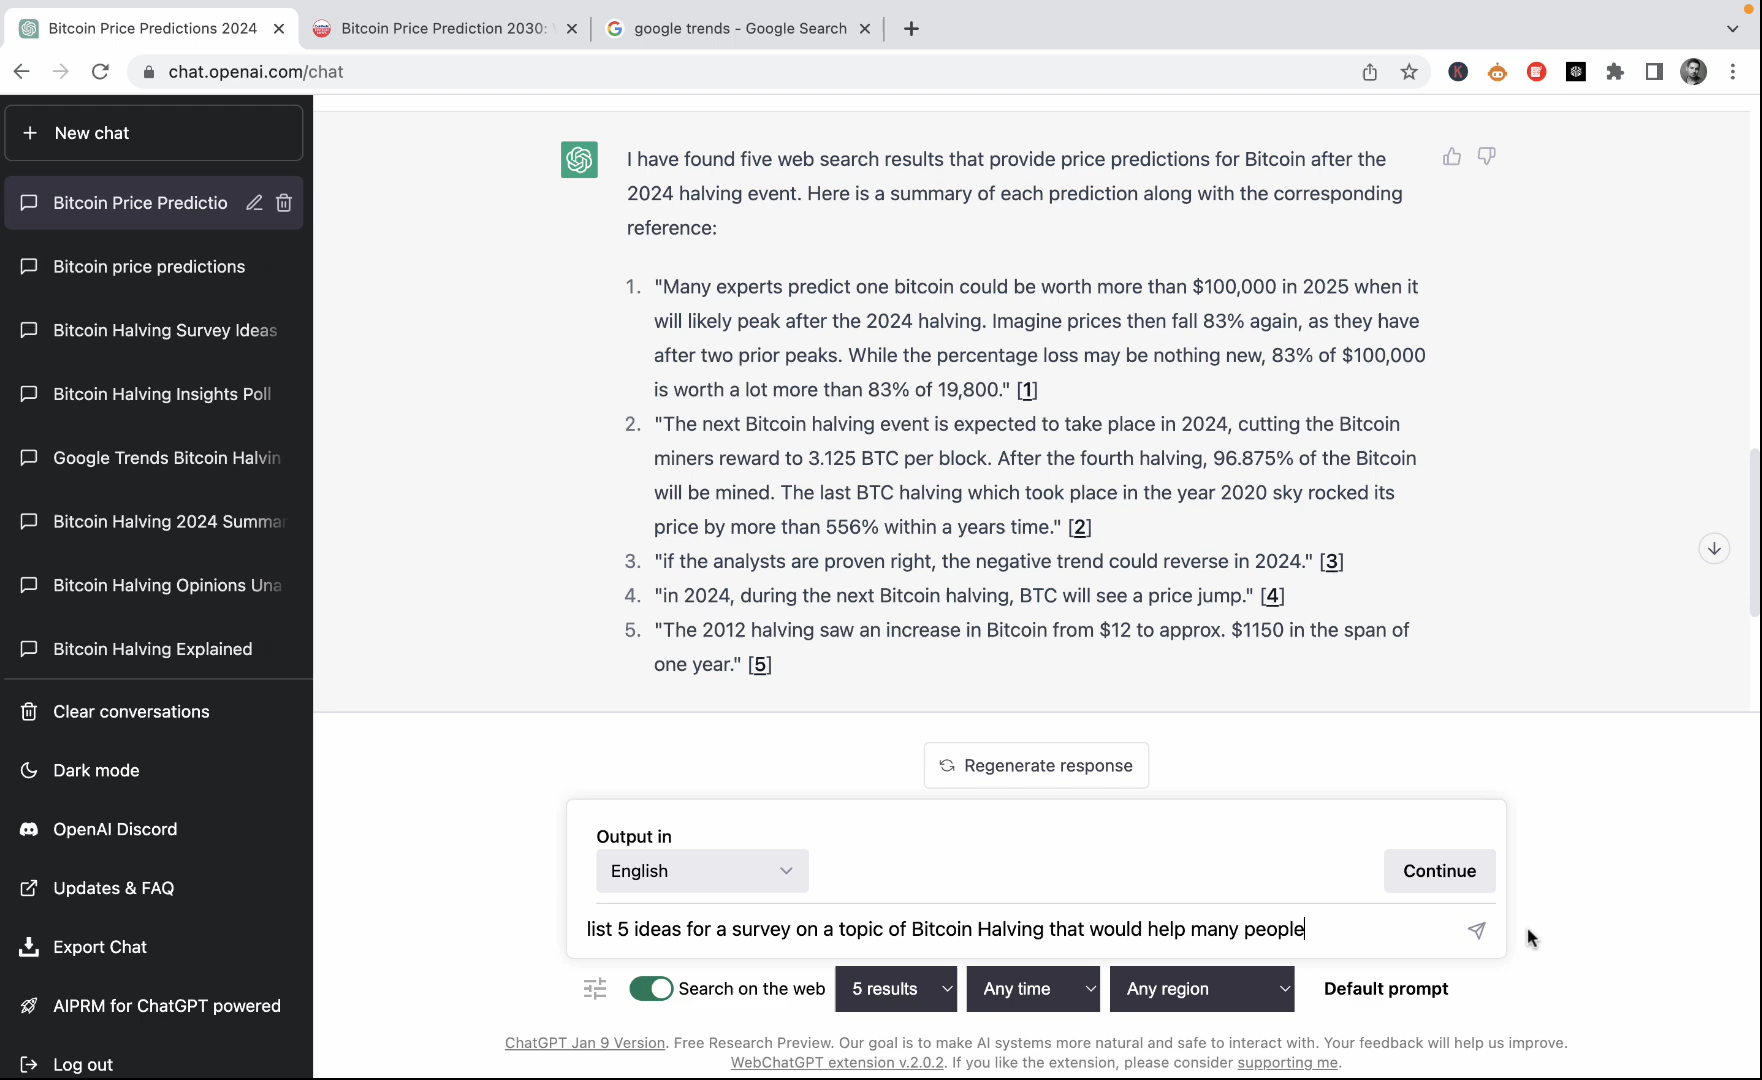 Bitcoin Price Predictions 2024
Bitcoin Price Prediction 2030:
google trends - Google Search
chat.openai.com/chat
New chat
Bitcoin Price Predictio
Bitcoin price predictions
Bitcoin Halving Survey Ideas
Bitcoin Halving Insights Poll
Google Trends Bitcoin Halvin
Bitcoin Halving 2024 Summar
Bitcoin Halving Opinions Una
Bitcoin Halving Explained
Clear conversations
Dark mode
OpenAI Discord
Updates & FAQ
Export Chat
AIPRM for ChatGPT powered
Log out
I have found five web search results that provide price predictions for Bitcoin after the
2024 halving event. Here is a summary of each prediction along with the corresponding
reference:
1. "Many experts predict one bitcoin could be worth more than $100,000 in 2025 when it
will likely peak after the 2024 halving. Imagine prices then fall 83% again, as they have
after two prior peaks. While the percentage loss may be nothing new, 83% of $100,000
is worth a lot more than 83% of 19,800." [1]
2. "The next Bitcoin halving event is expected to take place in 2024, cutting the Bitcoin
miners reward to 3.125 BTC per block. After the fourth halving, 96.875% of the Bitcoin
will be mined. The last BTC halving which took place in the year 2020 sky rocked its
price by more than 556% within a years time." [2]
3. "if the analysts are proven right, the negative trend could reverse in 2024." [3]
4. "in 2024, during the next Bitcoin halving, BTC will see a price jump." [4]
5. "The 2012 halving saw an increase in Bitcoin from $12 to approx. $1150 in the span of
one year." [5]
Regenerate response
Output in
English
Continue
list 5 ideas for a survey on a topic of Bitcoin Halving that would help many people
Search on the web
5 results
Any time
Any region
Default prompt
ChatGPT Jan 9 Version. Free Research Preview. Our goal is to make AI systems more natural and safe to interact with. Your feedback will help us improve.
WebChatGPT extension v.2.0.2. If you like the extension, please consider supporting me.